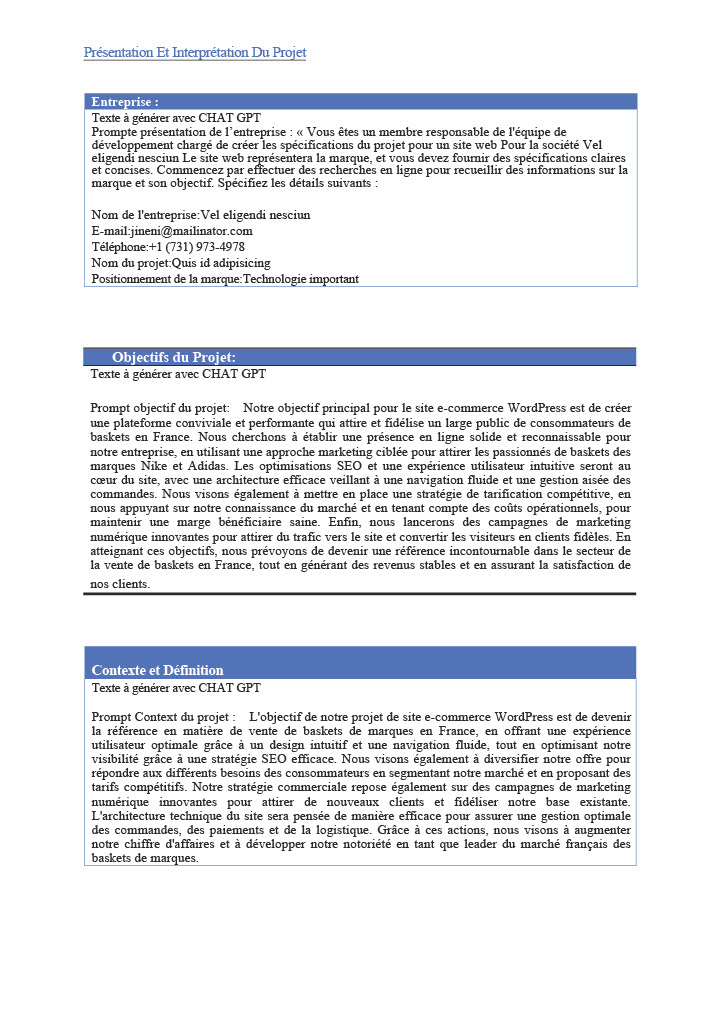 Présentation Et Interprétation Du Projet
Entreprise :
Texte à générer avec CHAT GPT
Prompte présentation de l’entreprise : « Vous êtes un membre responsable de l'équipe de
développement chargé de créer les spécifications du projet pour un site web Pour la société Vel
eligendi nesciun Le site web représentera la marque, et vous devez fournir des spécifications claires
et concises. Commencez par effectuer des recherches en ligne pour recueillir des informations sur la
marque et son objectif. Spécifiez les détails suivants :
Nom de l'entreprise:Vel eligendi nesciun
E-mail:jineni@mailinator.com
Téléphone:+1 (731) 973-4978
Nom du projet:Quis id adipisicing
Positionnement de la marque:Technologie important
Objectifs du Projet:
Texte à générer avec CHAT GPT
Prompt objectif du projet: Notre objectif principal pour le site e-commerce WordPress est de créer
une plateforme conviviale et performante qui attire et fidélise un large public de consommateurs de
baskets en France. Nous cherchons à établir une présence en ligne solide et reconnaissable pour
notre entreprise, en utilisant une approche marketing ciblée pour attirer les passionnés de baskets des
marques Nike et Adidas. Les optimisations SEO et une expérience utilisateur intuitive seront au
cœur du site, avec une architecture efficace veillant à une navigation fluide et une gestion aisée des
commandes. Nous visons également à mettre en place une stratégie de tarification compétitive, en
nous appuyant sur notre connaissance du marché et en tenant compte des coûts opérationnels, pour
maintenir une marge bénéficiaire saine. Enfin, nous lancerons des campagnes de marketing
numérique innovantes pour attirer du trafic vers le site et convertir les visiteurs en clients fidèles. En
atteignant ces objectifs, nous prévoyons de devenir une référence incontournable dans le secteur de
la vente de baskets en France, tout en générant des revenus stables et en assurant la satisfaction de
nos clients.
Contexte et Définition
Texte à générer avec CHAT GPT
Prompt Context du projet : L'objectif de notre projet de site e-commerce WordPress est de devenir
la référence en matière de vente de baskets de marques en France, en offrant une expérience
utilisateur optimale grâce à un design intuitif et une navigation fluide, tout en optimisant notre
visibilité grâce à une stratégie SEO efficace. Nous visons également à diversifier notre offre pour
répondre aux différents besoins des consommateurs en segmentant notre marché et en proposant des
tarifs compétitifs. Notre stratégie commerciale repose également sur des campagnes de marketing
numérique innovantes pour attirer de nouveaux clients et fidéliser notre base existante.
L'architecture technique du site sera pensée de manière efficace pour assurer une gestion optimale
des commandes, des paiements et de la logistique. Grâce à ces actions, nous visons à augmenter
notre chiffre d'affaires et à développer notre notoriété en tant que leader du marché français des
baskets de marques.